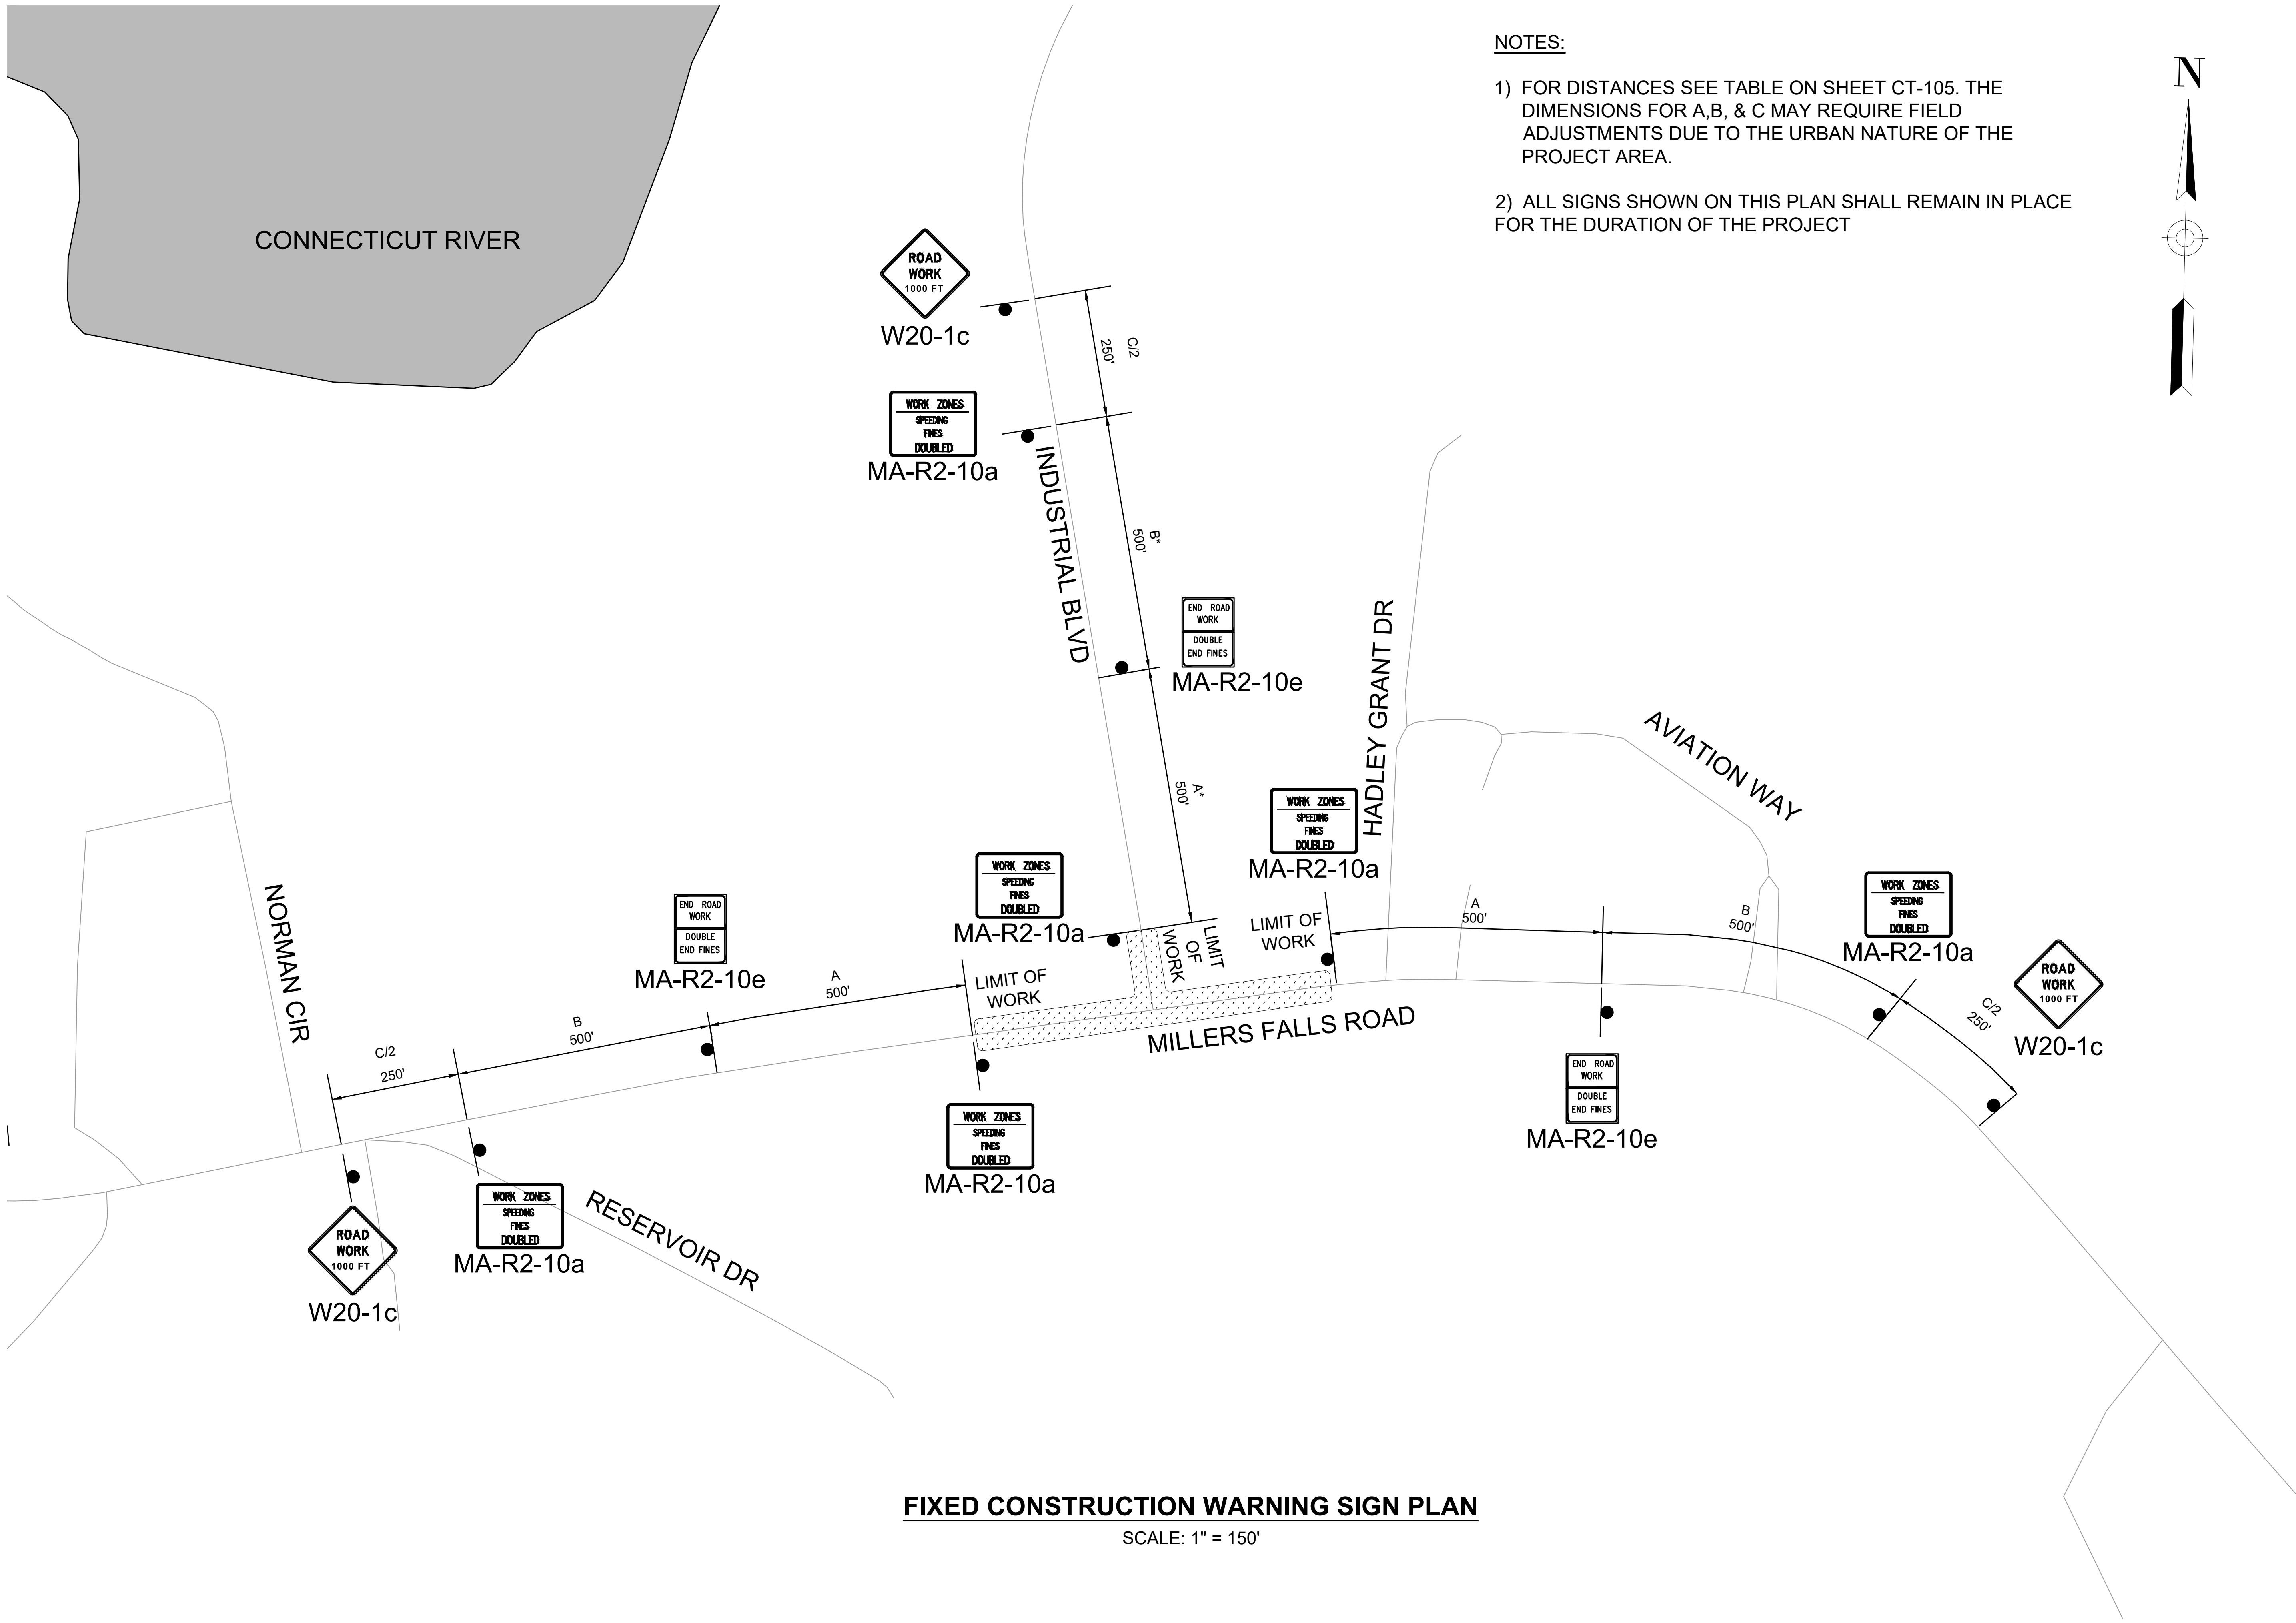 NOTES:
1) FOR DISTANCES SEE TABLE ON SHEET CT-105. THE
DIMENSIONS FOR A,B, & C MAY REQUIRE FIELD
ADJUSTMENTS DUE TO THE URBAN NATURE OF THE
PROJECT AREA.
2) ALL SIGNS SHOWN ON THIS PLAN SHALL REMAIN IN PLACE
FOR THE DURATION OF THE PROJECT
N
CONNECTICUT RIVER
ROAD
WORK
1000 FT
W20-1c
C/2
250'
WORK ZONES
SPEEDING
FINES
DOUBLED
MA-R2-10a
INDUSTRIAL BLVD
B*
500'
END ROAD
WORK
DOUBLE
END FINES
MA-R2-10e
HADLEY GRANT DR
AVIATION WAY
A*
500'
WORK ZONES
SPEEDING
FINES
DOUBLED
MA-R2-10a
WORK ZONES
SPEEDING
FINES
DOUBLED
MA-R2-10a
LIMIT
OF
WORK
LIMIT OF
WORK
A
500'
B
500'
WORK ZONES
SPEEDING
FINES
DOUBLED
MA-R2-10a
ROAD
WORK
1000 FT
W20-1c
C/2
250'
NORMAN CIR
END ROAD
WORK
DOUBLE
END FINES
MA-R2-10e
A
500'
LIMIT OF
WORK
B
500'
C/2
250'
MILLERS FALLS ROAD
END ROAD
WORK
DOUBLE
END FINES
MA-R2-10e
WORK ZONES
SPEEDING
FINES
DOUBLED
MA-R2-10a
WORK ZONES
SPEEDING
FINES
DOUBLED
MA-R2-10a
RESERVOIR DR
ROAD
WORK
1000 FT
W20-1c
FIXED CONSTRUCTION WARNING SIGN PLAN
SCALE: 1" = 150'